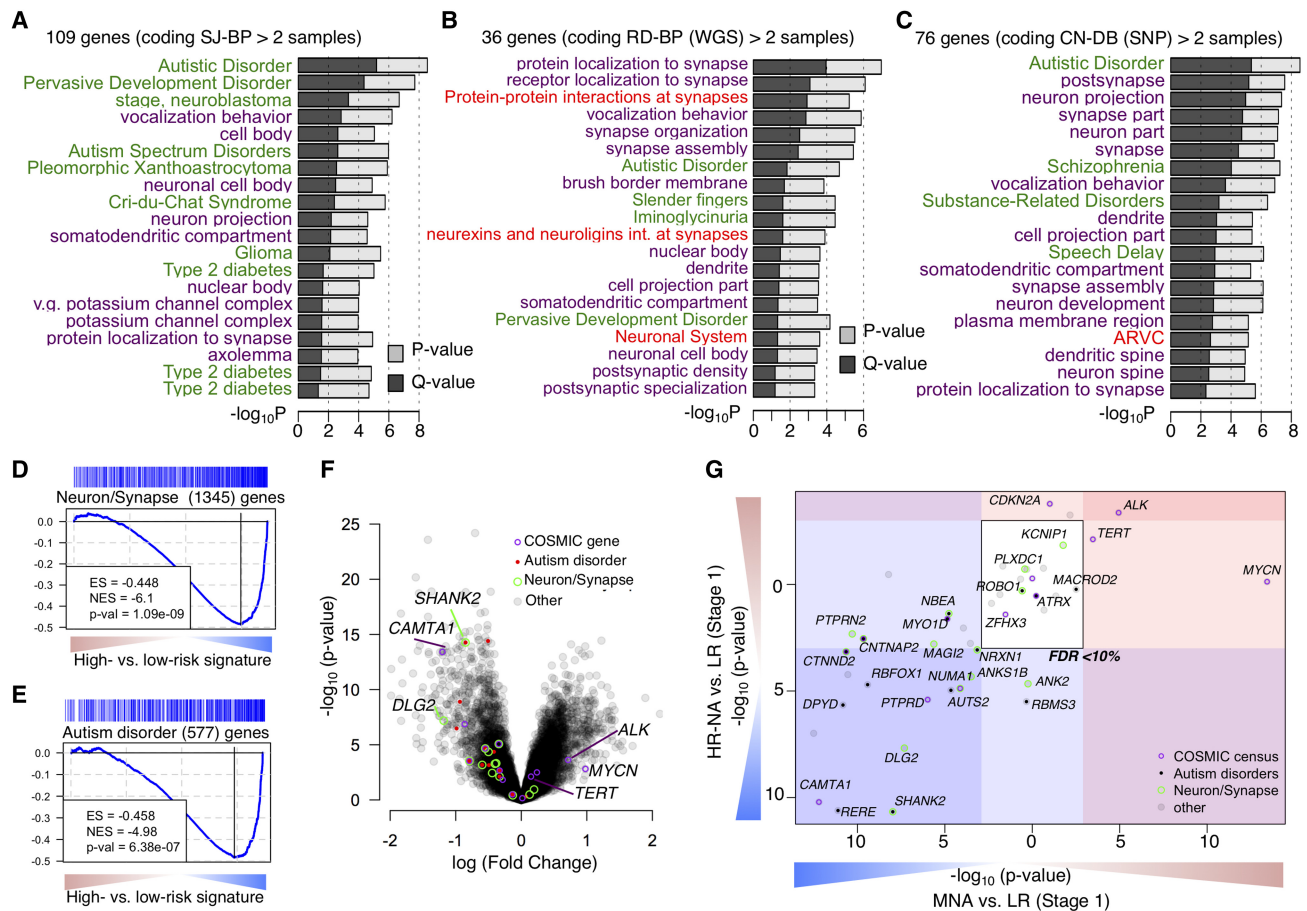 A
109 genes (coding SJ-BP > 2 samples)
Autistic Disorder
Pervasive Development Disorder
stage, neuroblastoma
vocalization behavior
cell body
Autism Spectrum Disorders
Pleomorphic Xanthoastrocytoma
neuronal cell body
Cri-du-Chat Syndrome
neuron projection
somatodendritic compartment
Glioma
Type 2 diabetes
nuclear body
v.g. potassium channel complex
potassium channel complex
protein localization to synapse
axolemma
Type 2 diabetes
Type 2 diabetes
P-value
Q-value
-log10P
0 2 4 6 8
B
36 genes (coding RD-BP (WGS) > 2 samples)
protein localization to synapse
receptor localization to synapse
Protein-protein interactions at synapses
vocalization behavior
synapse organization
synapse assembly
Autistic Disorder
brush border membrane
Slender fingers
Iminoglycinuria
neurexins and neuroligins int. at synapses
nuclear body
dendrite
cell projection part
somatodendritic compartment
Pervasive Development Disorder
Neuronal System
neuronal cell body
postsynaptic density
postsynaptic specialization
P-value
Q-value
-log10P
0 2 4 6
C
76 genes (coding CN-DB (SNP) > 2 samples)
Autistic Disorder
postsynapse
neuron projection
synapse part
neuron part
synapse
Schizophrenia
vocalization behavior
Substance-Related Disorders
dendrite
cell projection part
Speech Delay
somatodendritic compartment
synapse assembly
neuron development
plasma membrane region
ARVC
dendritic spine
neuron spine
protein localization to synapse
-log10P
0 2 4 6 8
D
Neuron/Synapse (1345) genes
0.0
-0.1
-0.2
-0.3
-0.4
-0.5
ES = -0.448
NES = -6.1
p-val = 1.09e-09
High- vs. low-risk signature
E
Autism disorder (577) genes
0.0
-0.1
-0.2
-0.3
-0.4
-0.5
ES = -0.458
NES = -4.98
p-val = 6.38e-07
High- vs. low-risk signature
F
-log10 (p-value)
25
20
15
10
5
0
COSMIC gene
Autism disorder
Neuron/Synapse
Other
SHANK2
CAMTA1
DLG2
ALK
MYCN
TERT
-2 -1 0 1 2
log (Fold Change)
G
HR-NA vs. LR (Stage 1)
-log10 (p-value)
0
5
10
CDKN2A
ALK
TERT
KCNIP1
PLXDC1
MYCN
ROBO1
MACROD2
ATRX
ZFHX3
NBEA
MYO1D
PTPRN2
CNTNAP2
MAGI2
NRXN1
FDR <10%
CTNND2
RBFOX1
NUMA1
ANKS1B
ANK2
DPYD
PTPRD
AUTS2
RBMS3
DLG2
CAMTA1
RERE
SHANK2
COSMIC census
Autism disorders
Neuron/Synapse
other
10 5 0 5 10
-log10 (p-value)
MNA vs. LR (Stage 1)